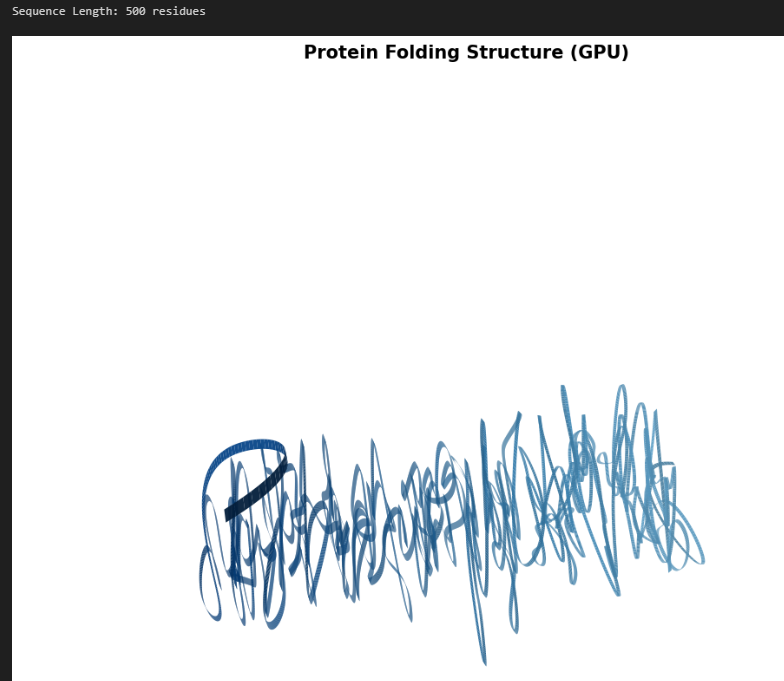 Sequence Length: 500 residues
Protein Folding Structure (GPU)